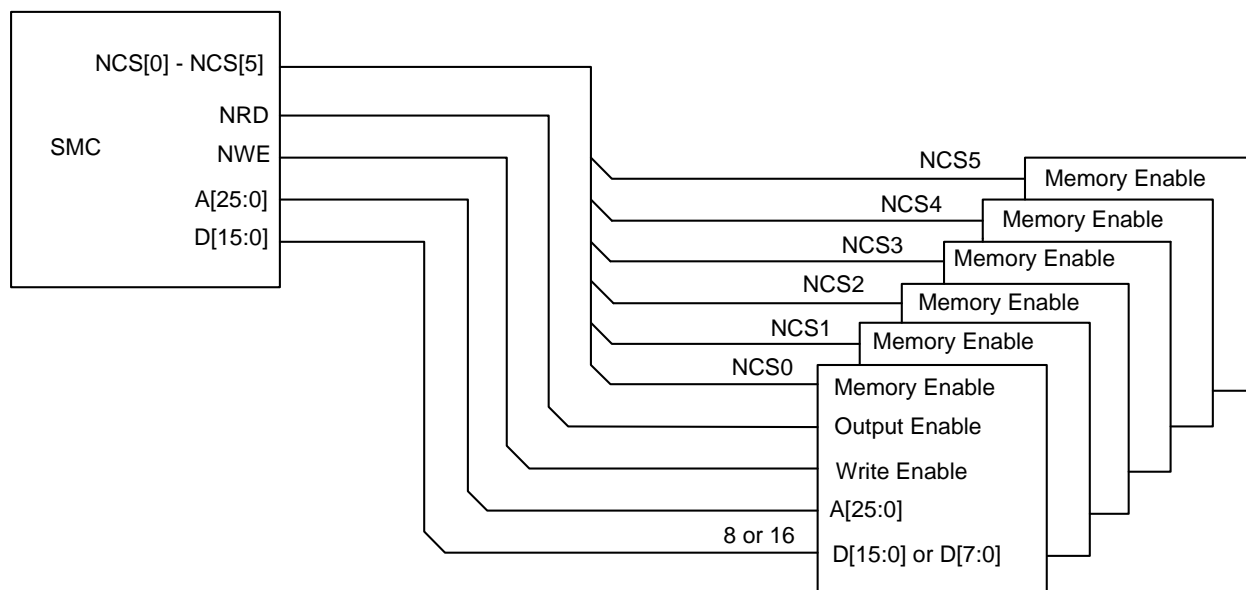 NCS[0] - NCS[5]
NRD
SMC
NWE
A[25:0]
D[15:0]
NCS5
Memory Enable
NCS4
Memory Enable
NCS3
Memory Enable
NCS2
Memory Enable
NCS1
Memory Enable
NCS0
Memory Enable
Output Enable
Write Enable
A[25:0]
8 or 16
D[15:0] or D[7:0]